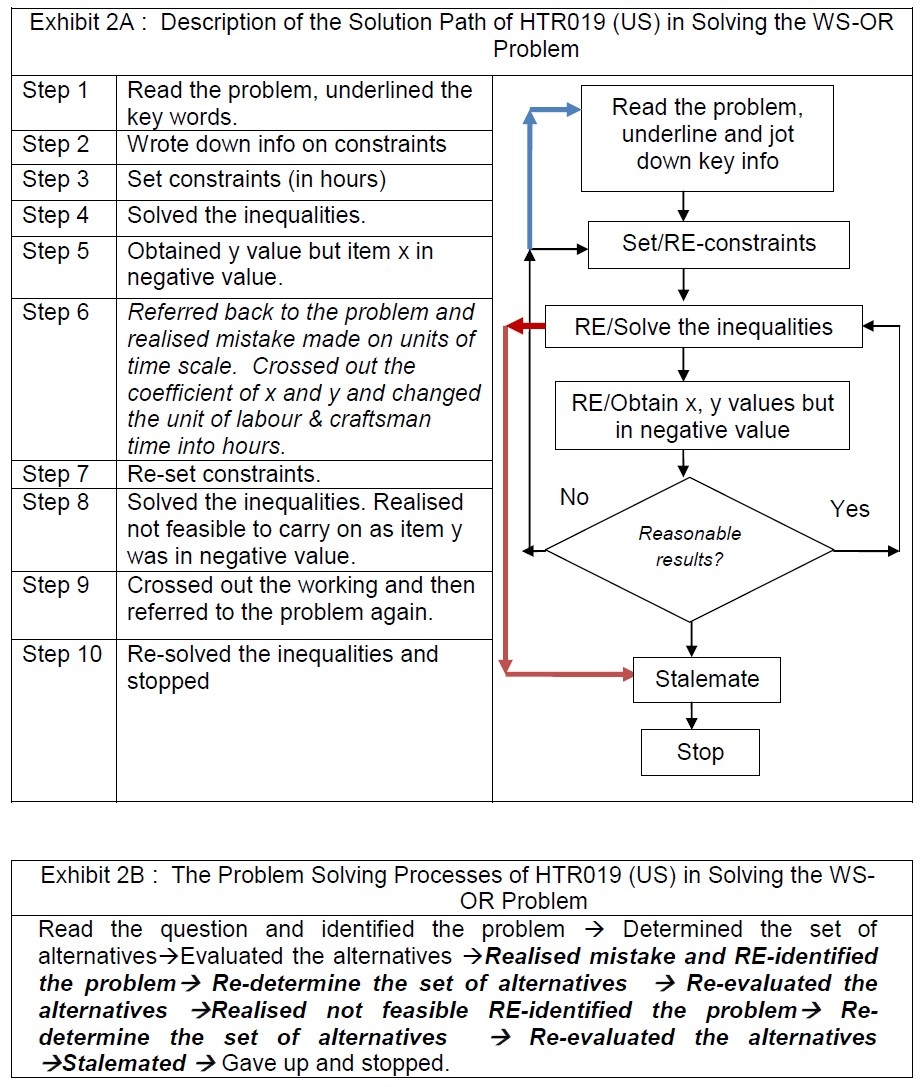 Exhibit 2A :  Description of the Solution Path of HTR019 (US) in Solving the WS-OR
Problem
Step 1
Read the problem, underlined the
key words.
Step 2
Wrote down info on constraints
Step 3
Set constraints (in hours)
Step 4
Solved the inequalities.
Step 5
Obtained y value but item x in
negative value.
Step 6
Referred back to the problem and
realised mistake made on units of
time scale.  Crossed out the
coefficient of x and y and changed
the unit of labour & craftsman
time into hours.
Step 7
Re-set constraints.
Step 8
Solved the inequalities. Realised
not feasible to carry on as item y
was in negative value.
Step 9
Crossed out the working and then
referred to the problem again.
Step 10
Re-solved the inequalities and
stopped
Read the problem,
underline and jot
down key info
Set/RE-constraints
RE/Solve the inequalities
RE/Obtain x, y values but
in negative value
No
Yes
Reasonable
results?
Stalemate
Stop
Exhibit 2B :  The Problem Solving Processes of HTR019 (US) in Solving the WS-
OR Problem
Read the question and identified the problem → Determined the set of
alternatives→Evaluated the alternatives →Realised mistake and RE-identified
the problem→ Re-determine the set of alternatives → Re-evaluated the
alternatives →Realised not feasible RE-identified the problem→ Re-
determine the set of alternatives → Re-evaluated the alternatives
→Stalemated → Gave up and stopped.